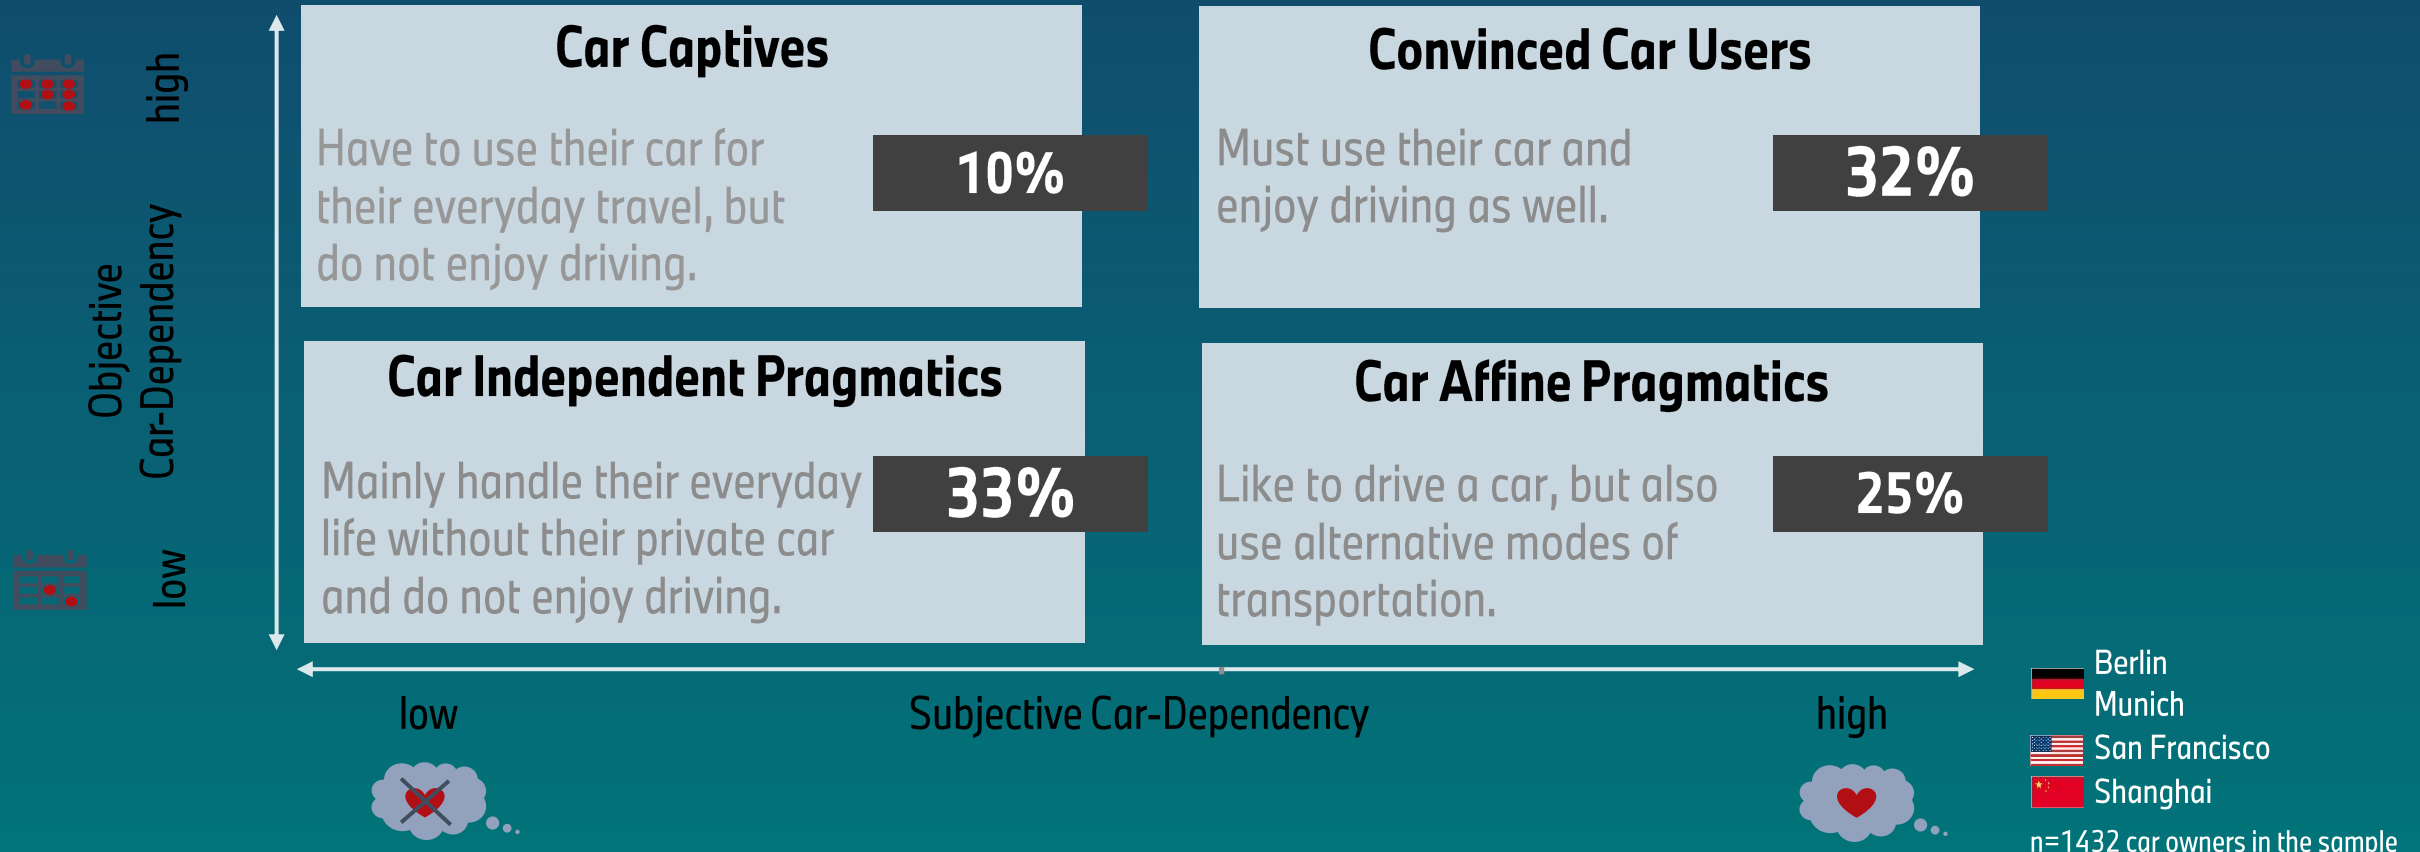 high
Objective
Car-Dependency
low
Car Captives
Have to use their car for
their everyday travel, but
do not enjoy driving.
10%
Convinced Car Users
Must use their car and
enjoy driving as well.
32%
Car Independent Pragmatics
Mainly handle their everyday
life without their private car
and do not enjoy driving.
33%
Car Affine Pragmatics
Like to drive a car, but also
use alternative modes of
transportation.
25%
low
Subjective Car-Dependency
high
Berlin
Munich
San Francisco
Shanghai
n=1432 car owners in the sample